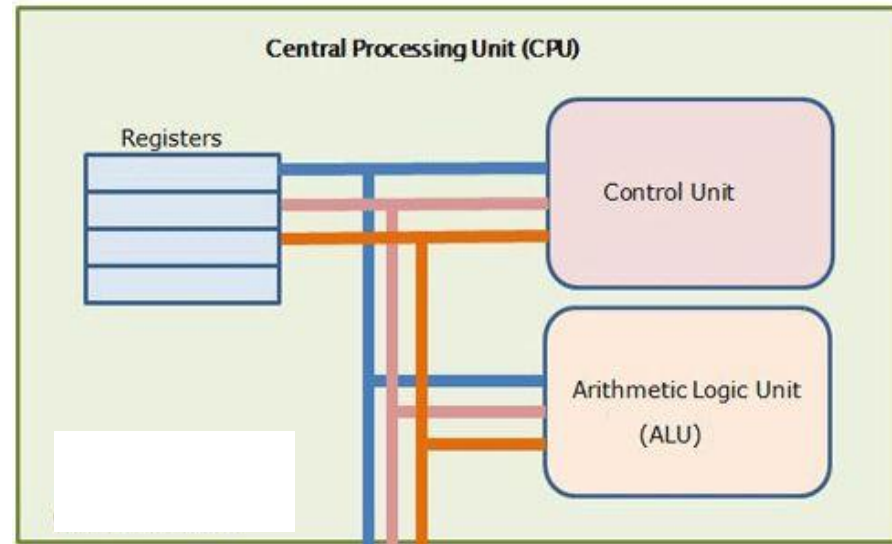 Central Processing Unit (CPU)
Registers
Control Unit
Arithmetic Logic Unit
(ALU)